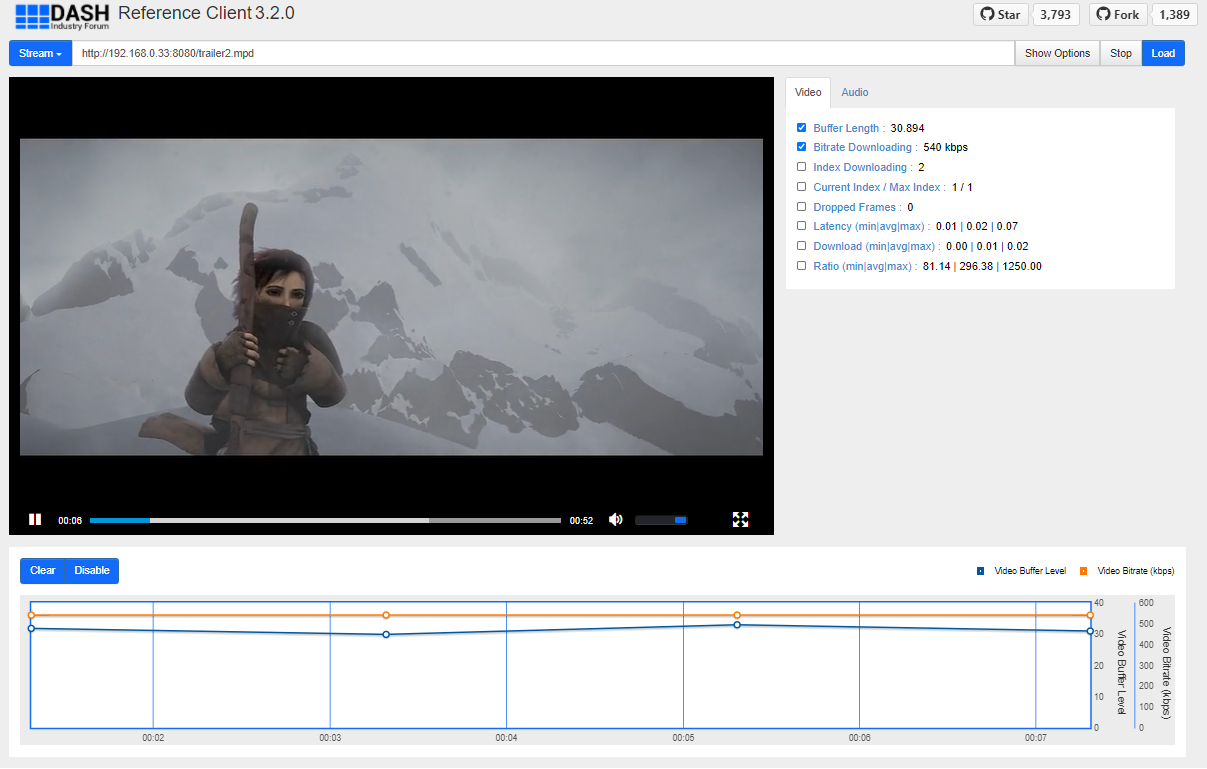 DASH Industry Forum Reference Client 3.2.0
Star 3,793 Fork 1,389
Stream http://192.168.0.33:8080/trailer2.mpd Show Options Stop Load
Video Audio
Buffer Length : 30.894
Bitrate Downloading : 540 kbps
Index Downloading : 2
Current Index / Max Index : 1 / 1
Dropped Frames : 0
Latency (min|avg|max) : 0.01 | 0.02 | 0.07
Download (min|avg|max) : 0.00 | 0.01 | 0.02
Ratio (min|avg|max) : 81.14 | 296.38 | 1250.00
00:06 00:52
Clear Disable
Video Buffer Level Video Bitrate (kbps)
40 600
500
30
400
20 300
200
10
100
0 0
Video Buffer Level
Video Bitrate (kbps)
00:02 00:03 00:04 00:05 00:06 00:07